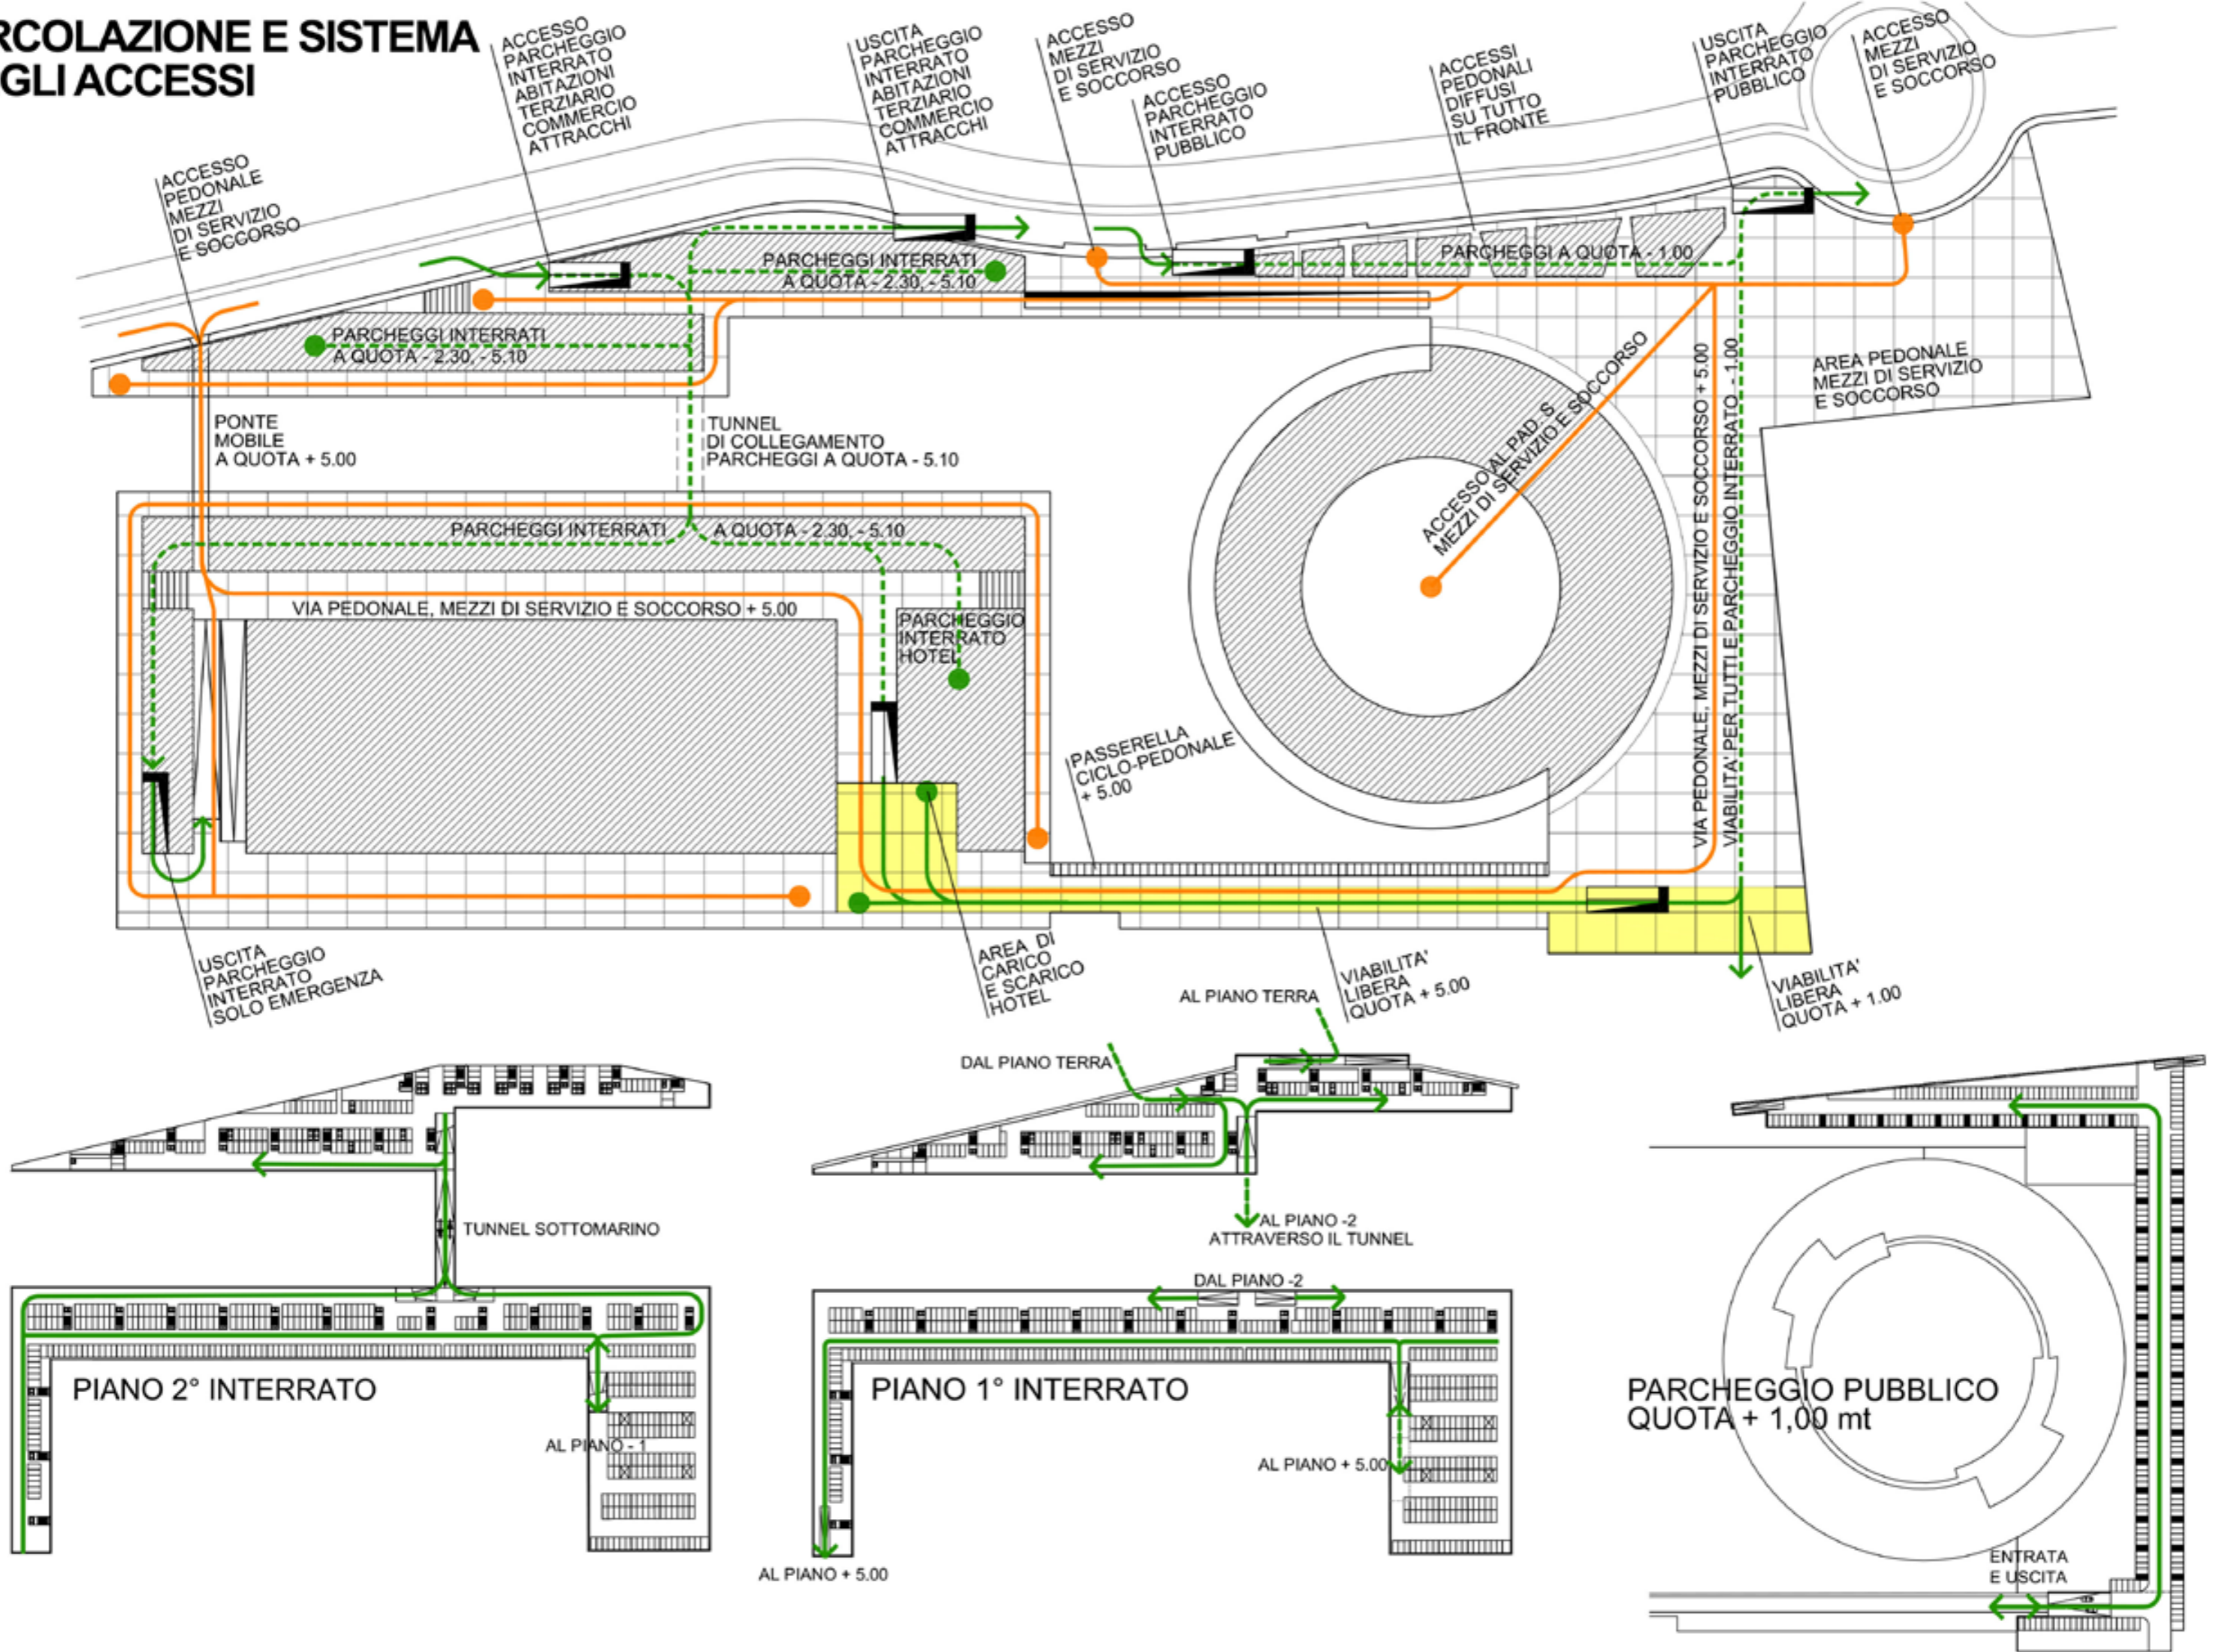 RCOLAZIONE E SISTEMA
GLI ACCESSI
ACCESSO
PEDONALE
MEZZI
DI SERVIZIO
E SOCCORSO
ACCESSO
PARCHEGGIO
INTERRATO
ABITAZIONI
TERZIARIO
COMMERCIO
ATTRACCHI
USCITA
PARCHEGGIO
INTERRATO
ABITAZIONI
TERZIARIO
COMMERCIO
ATTRACCHI
ACCESSO
MEZZI
DI SERVIZIO
E SOCCORSO
ACCESSO
PARCHEGGIO
INTERRATO
PUBBLICO
ACCESSI
PEDONALI
DIFFUSI
SU TUTTO
IL FRONTE
USCITA
PARCHEGGIO
INTERRATO
PUBBLICO
ACCESSO
MEZZI
DI SERVIZIO
E SOCCORSO
PARCHEGGI INTERRATI
A QUOTA - 2.30, - 5.10
PARCHEGGI A QUOTA - 1.00
PARCHEGGI INTERRATI
A QUOTA - 2.30, - 5.10
PONTE
MOBILE
A QUOTA + 5.00
TUNNEL
DI COLLEGAMENTO
PARCHEGGI A QUOTA - 5.10
ACCESSO AL PAD. S
MEZZI DI SERVIZIO E SOCCORSO
VIA PEDONALE, MEZZI DI SERVIZIO E SOCCORSO + 5.00
VIABILITA' PER TUTTI E PARCHEGGIO INTERRATO - 1.00
AREA PEDONALE
MEZZI DI SERVIZIO
E SOCCORSO
PARCHEGGI INTERRATI A QUOTA - 2.30, - 5.10
VIA PEDONALE, MEZZI DI SERVIZIO E SOCCORSO + 5.00
PARCHEGGIO
INTERRATO
HOTEL
PASSERELLA
CICLO-PEDONALE
+ 5.00
USCITA
PARCHEGGIO
INTERRATO
SOLO EMERGENZA
AREA DI
CARICO
E SCARICO
HOTEL
VIABILITA'
LIBERA
QUOTA + 5.00
VIABILITA'
LIBERA
QUOTA + 1.00
AL PIANO TERRA
DAL PIANO TERRA
TUNNEL SOTTOMARINO
AL PIANO -2
ATTRAVERSO IL TUNNEL
DAL PIANO -2
PIANO 2° INTERRATO
AL PIANO - 1
PIANO 1° INTERRATO
AL PIANO + 5.00
AL PIANO + 5.00
PARCHEGGIO PUBBLICO
QUOTA + 1,00 mt
ENTRATA
E USCITA